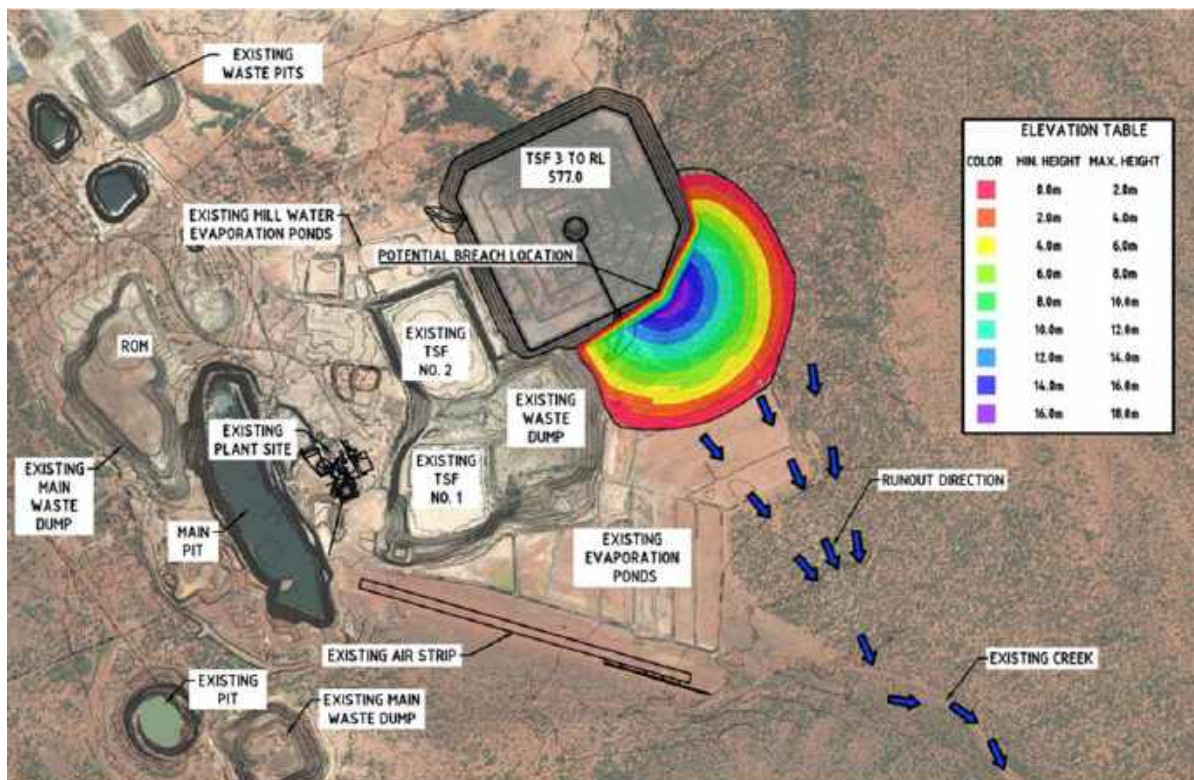 EXISTING
WASTE PITS
TSF 3 TO RL
577.0
EXISTING MILL WATER
EVAPORATION PONDS
POTENTIAL BREACH LOCATION
ROM
EXISTING
TSF
NO. 2
EXISTING
WASTE
DUMP
EXISTING
PLANT SITE
EXISTING
TSF
NO. 1
EXISTING
MAIN
WASTE
DUMP
MAIN
PIT
EXISTING
EVAPORATION
PONDS
RUNOUT DIRECTION
EXISTING AIR STRIP
EXISTING CREEK
EXISTING
PIT
EXISTING MAIN
WASTE DUMP
ELEVATION TABLE
COLOR MIN. HEIGHT MAX. HEIGHT
0.0m 2.0m
2.0m 4.0m
4.0m 6.0m
6.0m 8.0m
8.0m 10.0m
10.0m 12.0m
12.0m 14.0m
14.0m 16.0m
16.0m 18.0m